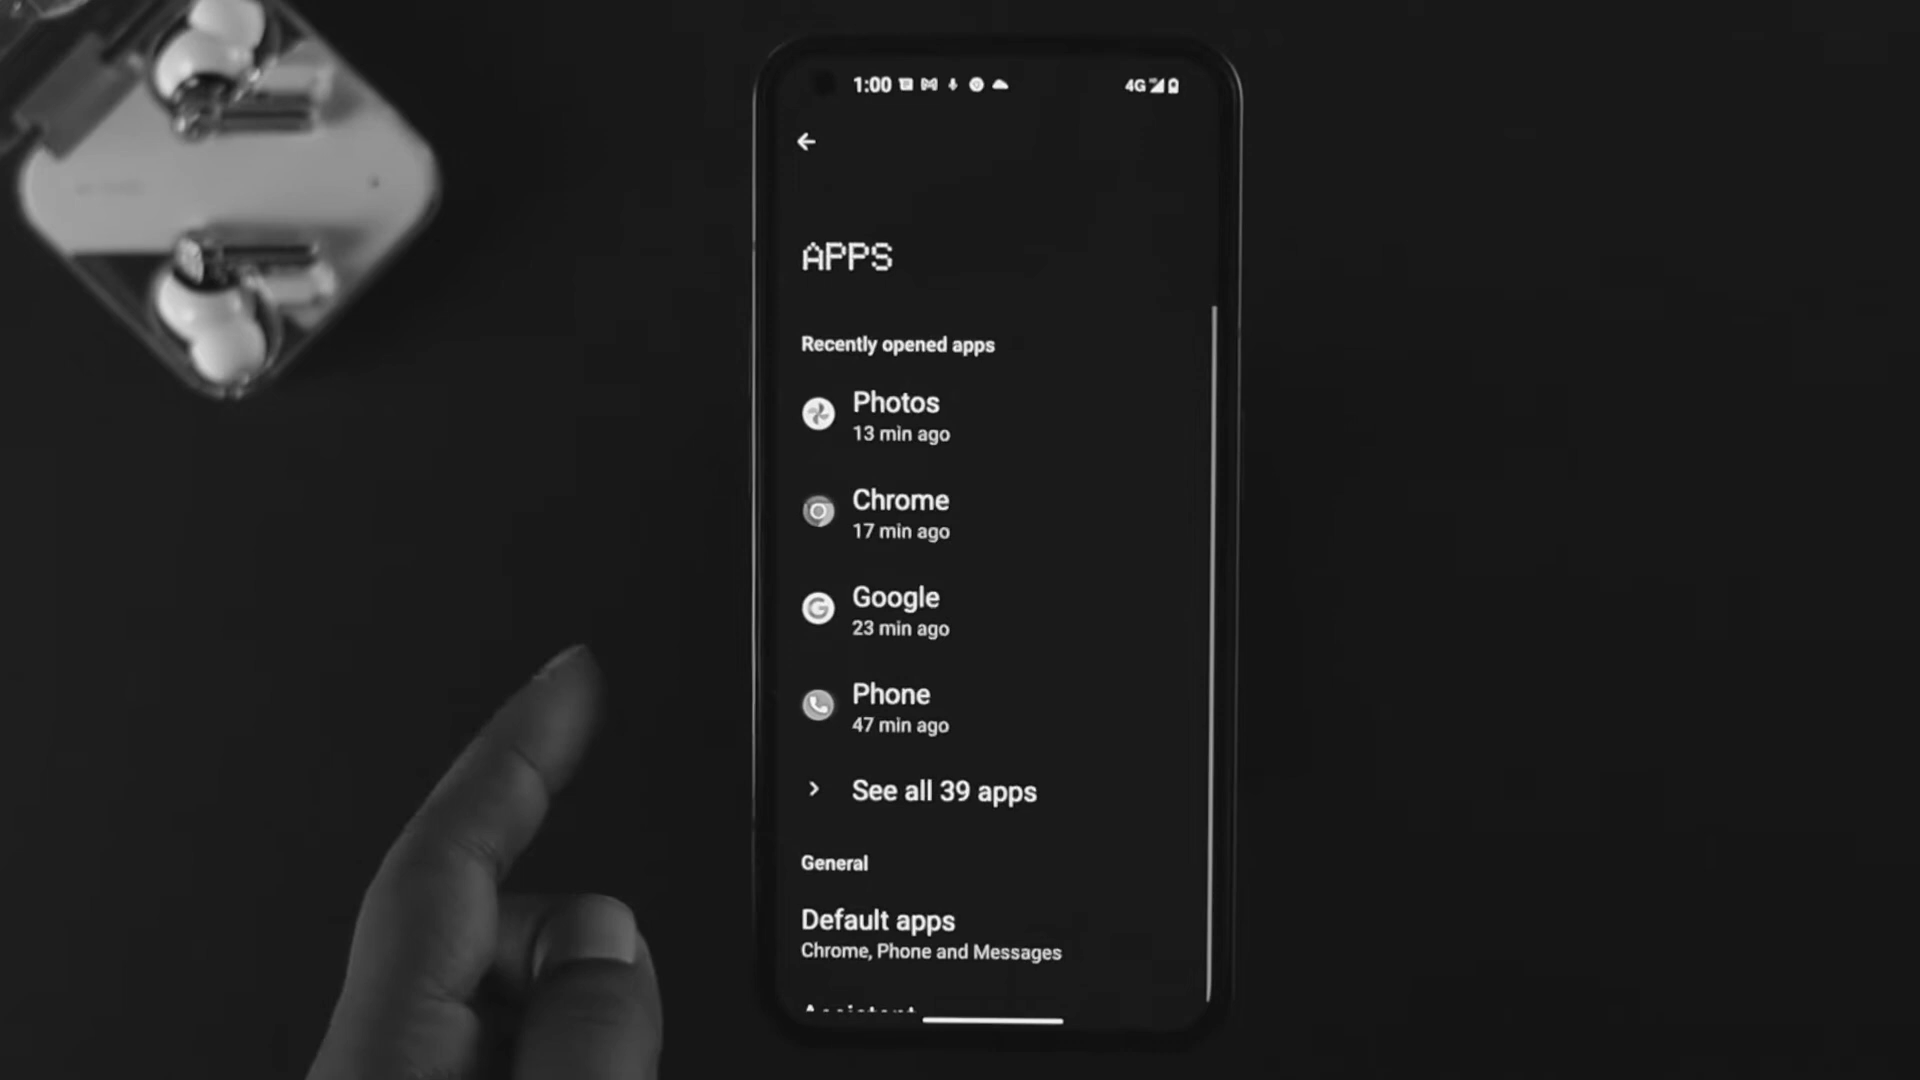 1:00
4G
APPS
Recently opened apps
Photos
13 min ago
Chrome
17 min ago
Google
23 min ago
Phone
47 min ago
See all 39 apps
General
Default apps
Chrome, Phone and Messages